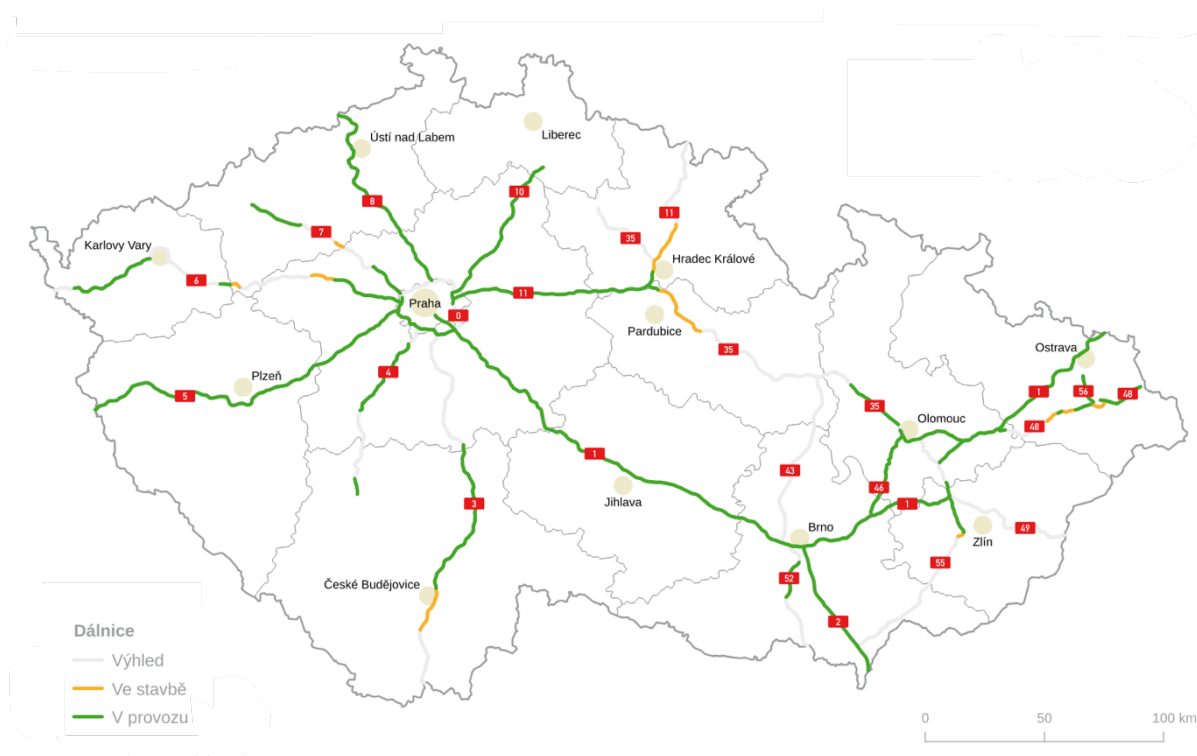 Ústí nad Labem
Liberec
8
10
11
7
35
Karlovy Vary
Hradec Králové
6
11
Praha
0
Pardubice
35
Ostrava
4
1
56
48
Plzeň
5
35
Olomouc
48
1
43
46
1
Jihlava
3
Brno
49
Zlín
55
České Budějovice
52
2
Dálnice
Výhled
Ve stavbě
V provozu
0 50 100 km